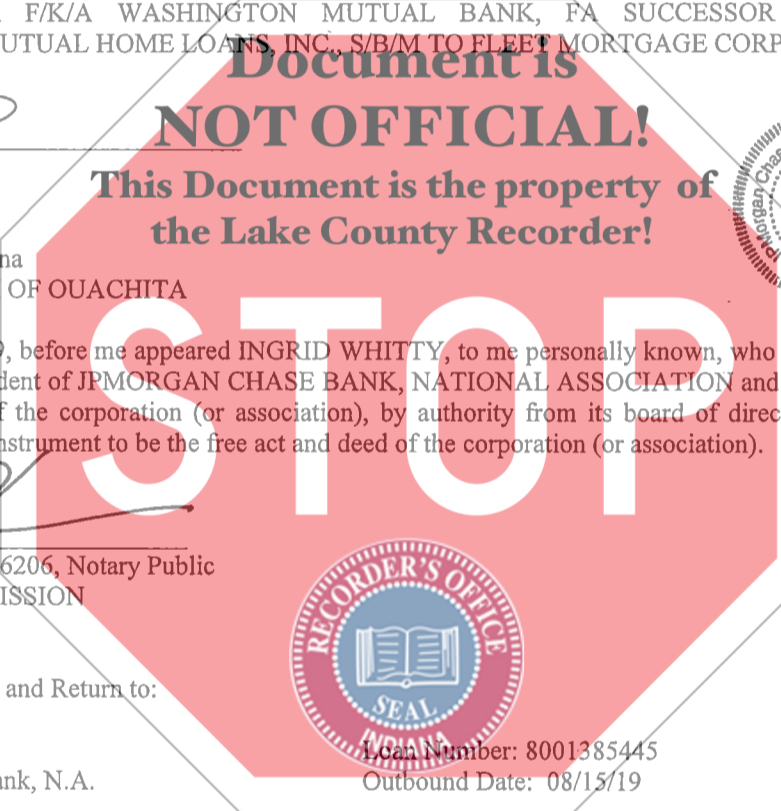 F/K/A WASHINGTON MUTUAL BANK, FA SUCCESSOR
UTUAL HOME LOANS, INC., S/B/M TO FLEET MORTGAGE CORP
Document is
NOT OFFICIAL!
This Document is the property of
the Lake County Recorder!
JPMorgan Chase
na
OF OUACHITA
STOP
, before me appeared INGRID WHITTY, to me personally known, who
dent of JPMORGAN CHASE BANK, NATIONAL ASSOCIATION and
f the corporation (or association), by authority from its board of direc
nstrument to be the free act and deed of the corporation (or association).
6206, Notary Public
ISSION
RECORDER'S OFFICE
SEAL
INDIANA
and Return to:
Loan Number: 8001385445
nk, N.A.
Outbound Date: 08/15/19